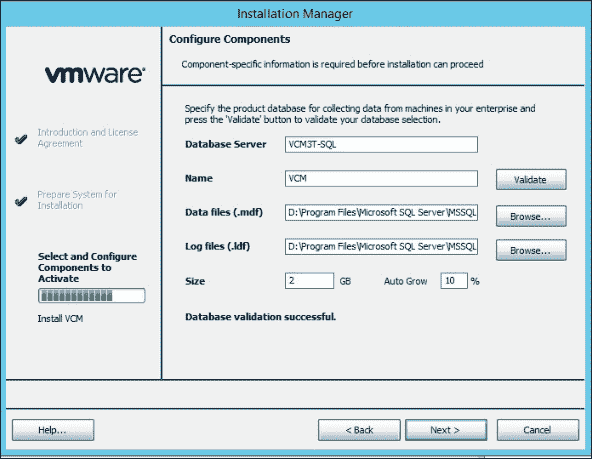 Installation Manager
Configure Components
Component-specific information is required before installation can proceed
vmware®
Introduction and License
Agreement
Prepare System for
Installation
Select and Configure
Components to
Activate
Install VCM
Specify the product database for collecting data from machines in your enterprise and
press the 'Validate' button to validate your database selection.
Database Server VCM3T-SQL
Name VCM Validate
Data files (.mdf) D:\Program Files\Microsoft SQL Server\MSSQL Browse...
Log files (.ldf) D:\Program Files\Microsoft SQL Server\MSSQL Browse...
Size 2 GB Auto Grow 10 %
Database validation successful.
Help... < Back Next > Cancel